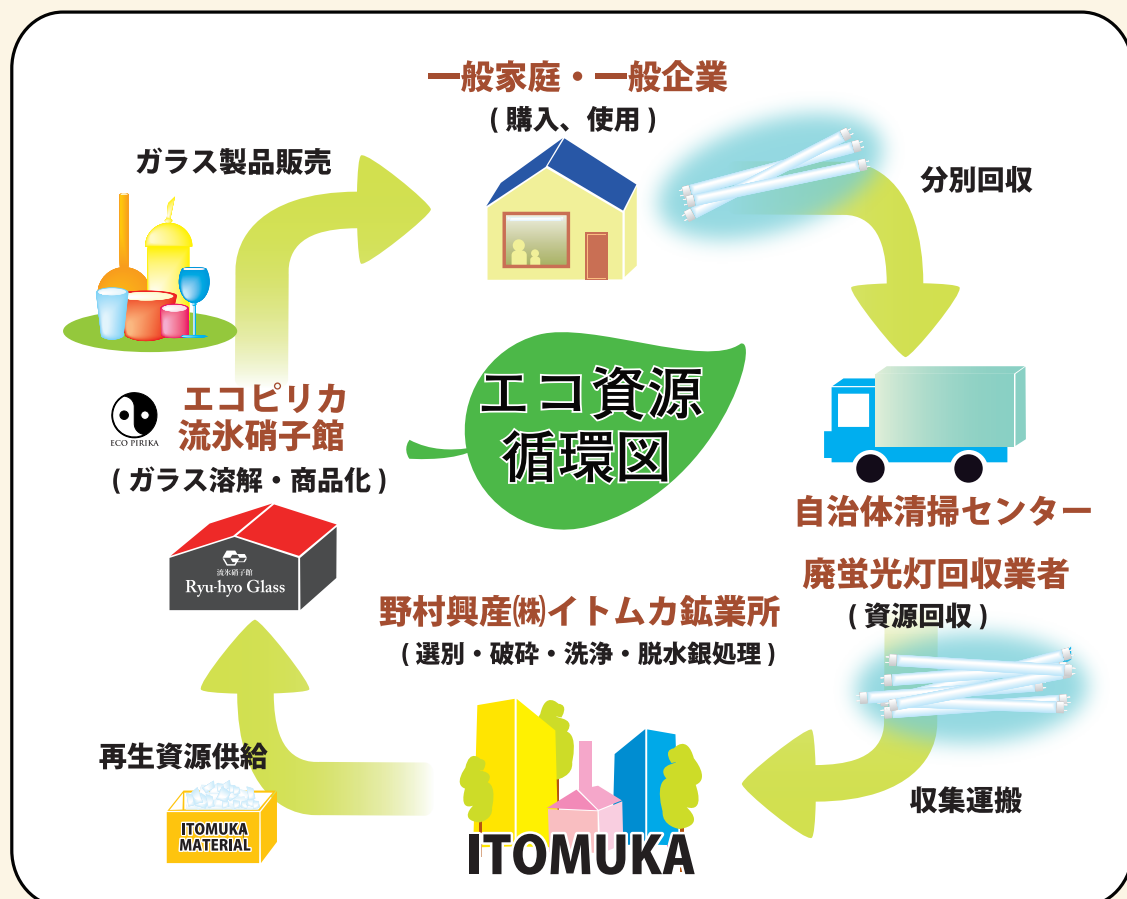 一般家庭・一般企業
(購入、使用)
ガラス製品販売
分別回収
エコピリカ
流氷硝子館
ECO PIRIKA
(ガラス溶解・商品化)
エコ資源
循環図
自治体清掃センター
流氷硝子館
Ryu-hyo Glass
廃蛍光灯回収業者
(資源回収)
野村興産㈱イトムカ鉱業所
(選別・破砕・洗浄・脱水銀処理)
再生資源供給
収集運搬
ITOMUKA
MATERIAL
ITOMUKA